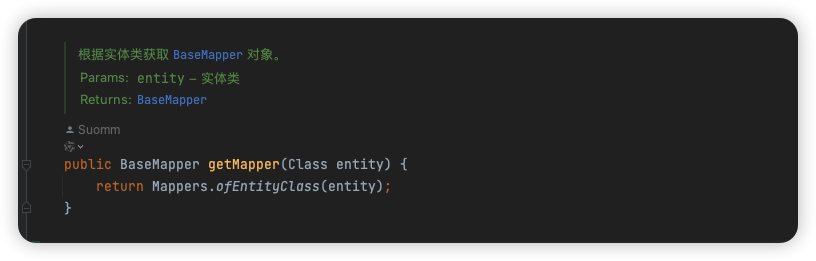 根据实体类获取 BaseMapper 对象。
Params: entity – 实体类
Returns: BaseMapper
Suomm
public BaseMapper getMapper(Class entity) {
return Mappers.ofEntityClass(entity);
}